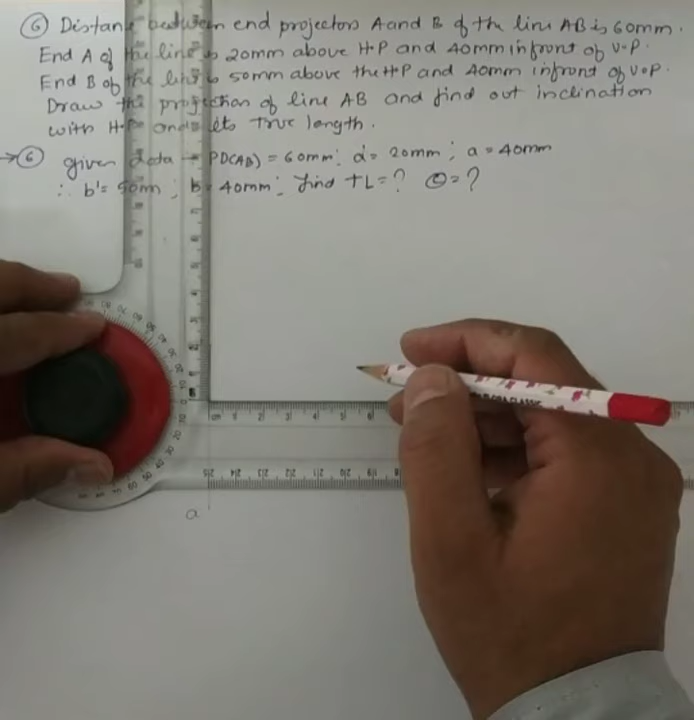 ⑥ Distance between end projectors A and B of the line AB is 60mm.
End A of the line is 20mm above H.P and 40mm infront of V.P.
End B of the line is 50mm above the H.P and 40mm infront of V.P.
Draw the projection of line AB and find out inclination
with H.P and its True length.
→⑥ given data → PD(AB) = 60mm; a' = 20mm; a = 40mm
∴ b' = 50m; b = 40mm; find TL = ? θ = ?
a